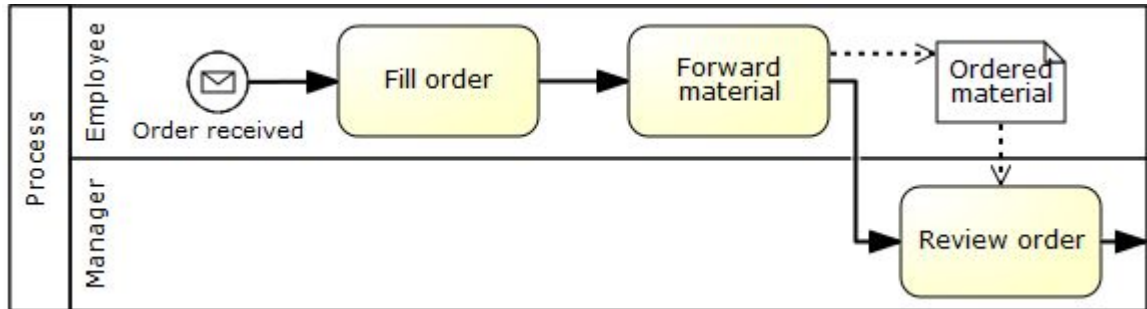 Process
Employee
Order received
Fill order
Forward
material
Ordered
material
Manager
Review order